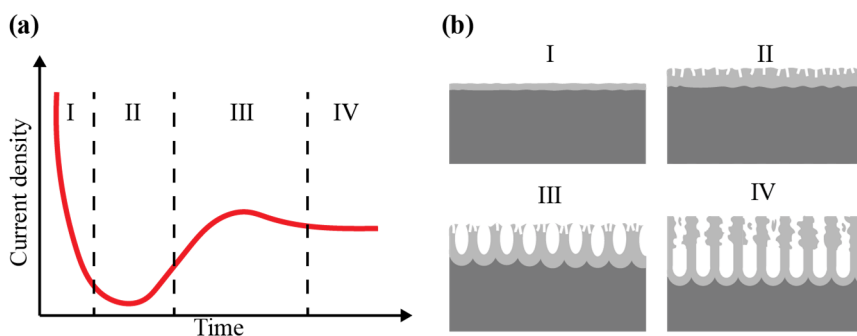 (a)
I
II
III
IV
Current density
Time
(b)
I
II
III
IV